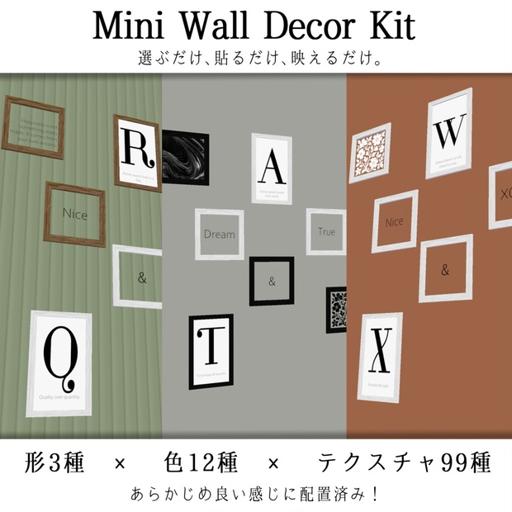 Mini Wall Decor Kit
選ぶだけ、貼るだけ、映えるだけ。
R
Nice
&
Q
Quality over quantity.
A
Dream
True
&
T
W
Nice
XO
&
X
形3種 × 色12種 × テクスチャ99種
あらかじめ良い感じに配置済み！